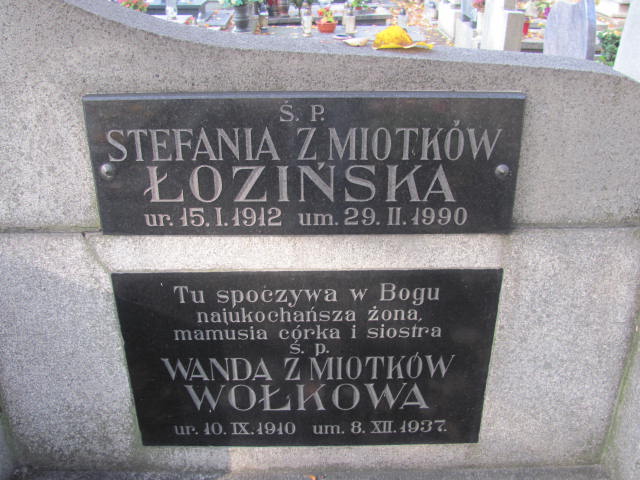 Ś. P.
STEFANIA Z MIOTKÓW
ŁOZIŃSKA
ur. 15. I. 1912 um. 29. II. 1990
Tu spoczywa w Bogu
najukochańsza żona,
mamusia córka i siostra
ś. p.
WANDA Z MIOTKÓW
WOŁKOWA
ur. 10. IX. 1910 um. 8. XII. 1937.